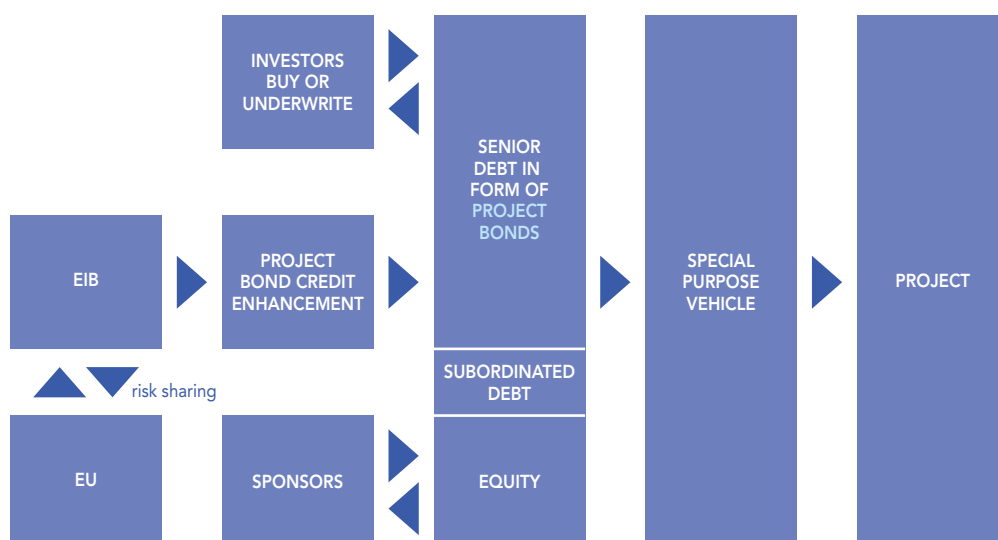 INVESTORS
BUY OR
UNDERWRITE
SENIOR
DEBT IN
FORM OF
PROJECT
BONDS
EIB
PROJECT
BOND CREDIT
ENHANCEMENT
SPECIAL
PURPOSE
VEHICLE
PROJECT
SUBORDINATED
DEBT
risk sharing
EU
SPONSORS
EQUITY